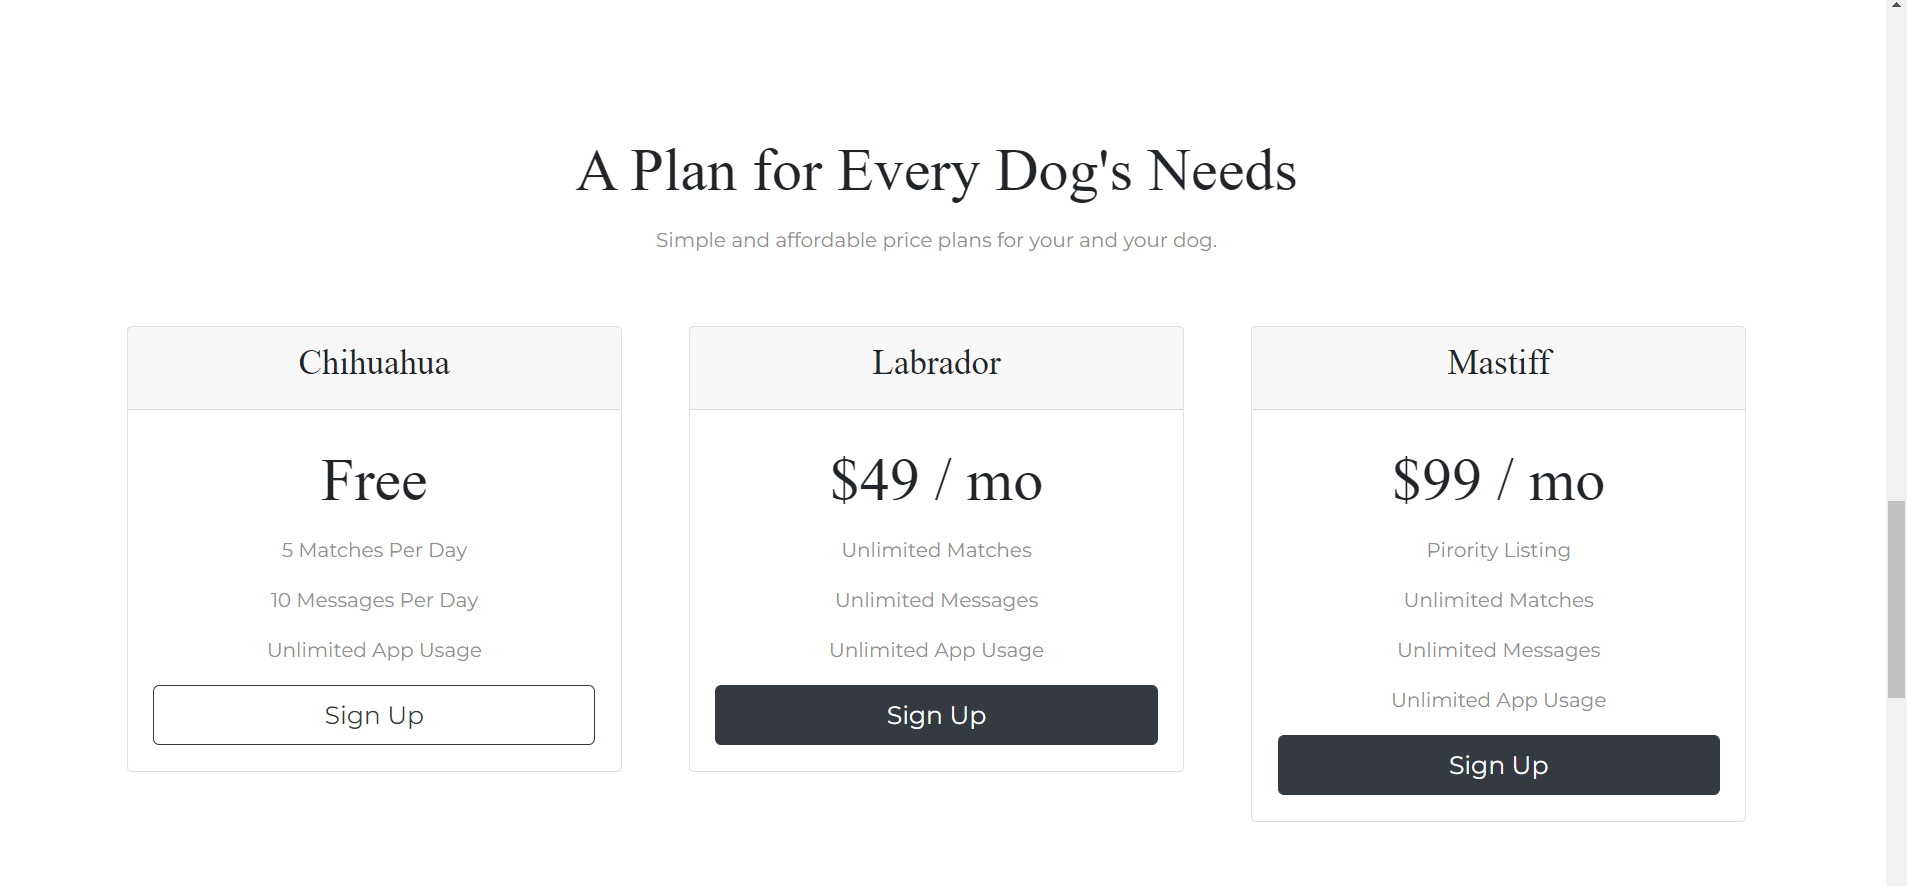 A Plan for Every Dog's Needs
Simple and affordable price plans for your and your dog.
Chihuahua
Free
5 Matches Per Day
10 Messages Per Day
Unlimited App Usage
Sign Up
Labrador
$49 / mo
Unlimited Matches
Unlimited Messages
Unlimited App Usage
Sign Up
Mastiff
$99 / mo
Pirority Listing
Unlimited Matches
Unlimited Messages
Unlimited App Usage
Sign Up